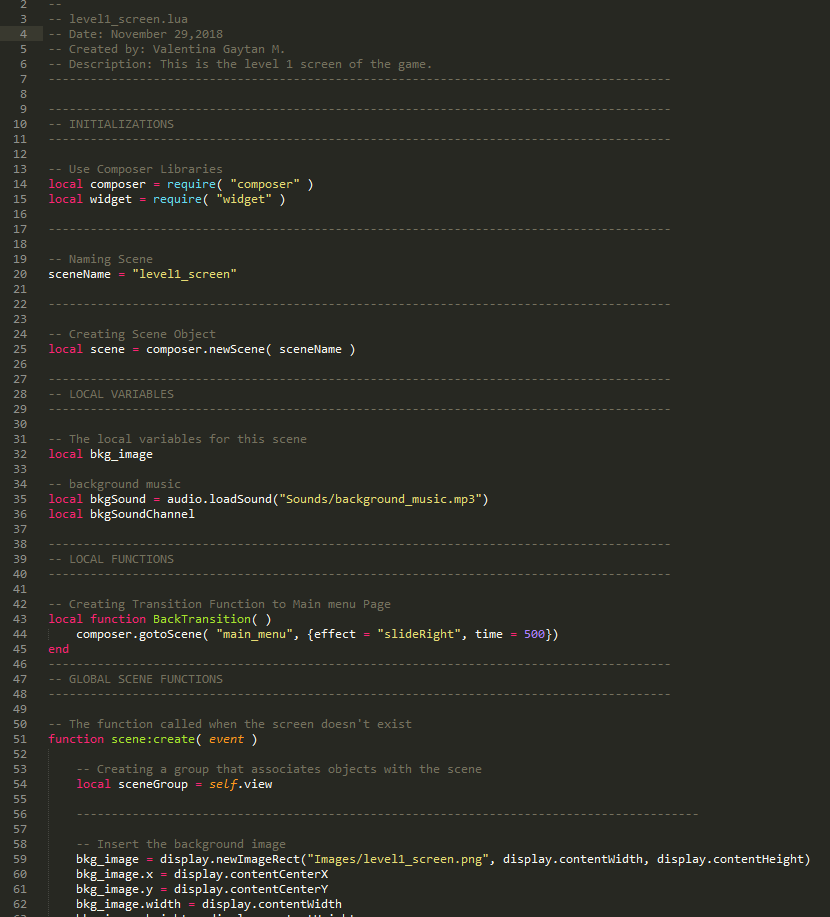 2 --
3 -- level1_screen.lua
4 -- Date: November 29,2018
5 -- Created by: Valentina Gaytan M.
6 -- Description: This is the level 1 screen of the game.
7 -----------------------------------------------------------------------------------------
8
9 -----------------------------------------------------------------------------------------
10 -- INITIALIZATIONS
11 -----------------------------------------------------------------------------------------
12
13 -- Use Composer Libraries
14 local composer = require( "composer" )
15 local widget = require( "widget" )
16
17 -----------------------------------------------------------------------------------------
18
19 -- Naming Scene
20 sceneName = "level1_screen"
21
22 -----------------------------------------------------------------------------------------
23
24 -- Creating Scene Object
25 local scene = composer.newScene( sceneName )
26
27 -----------------------------------------------------------------------------------------
28 -- LOCAL VARIABLES
29 -----------------------------------------------------------------------------------------
30
31 -- The local variables for this scene
32 local bkg_image
33
34 -- background music
35 local bkgSound = audio.loadSound("Sounds/background_music.mp3")
36 local bkgSoundChannel
37
38 -----------------------------------------------------------------------------------------
39 -- LOCAL FUNCTIONS
40 -----------------------------------------------------------------------------------------
41
42 -- Creating Transition Function to Main menu Page
43 local function BackTransition( )
44     composer.gotoScene( "main_menu", {effect = "slideRight", time = 500})
45 end
46 -----------------------------------------------------------------------------------------
47 -- GLOBAL SCENE FUNCTIONS
48 -----------------------------------------------------------------------------------------
49
50 -- The function called when the screen doesn't exist
51 function scene:create( event )
52
53     -- Creating a group that associates objects with the scene
54     local sceneGroup = self.view
55
56     -----------------------------------------------------------------------------------------
57
58     -- Insert the background image
59     bkg_image = display.newImageRect("Images/level1_screen.png", display.contentWidth, display.contentHeight)
60     bkg_image.x = display.contentCenterX
61     bkg_image.y = display.contentCenterY
62     bkg_image.width = display.contentWidth